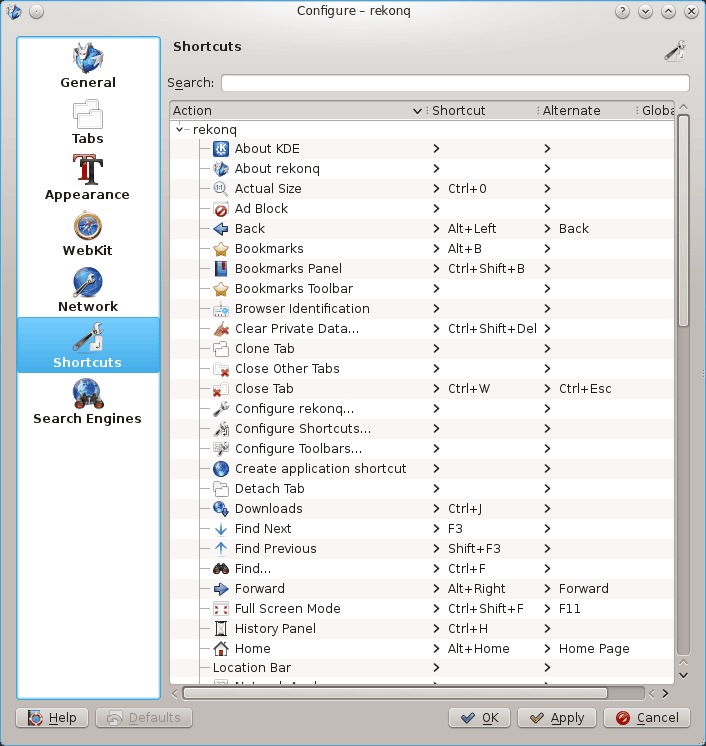 Configure – rekonq
General
Tabs
Appearance
WebKit
Network
Shortcuts
Search Engines
Shortcuts
Search:
Action Shortcut Alternate Globa
rekonq
About KDE
About rekonq
Actual Size Ctrl+0
Ad Block
Back Alt+Left Back
Bookmarks Alt+B
Bookmarks Panel Ctrl+Shift+B
Bookmarks Toolbar
Browser Identification
Clear Private Data... Ctrl+Shift+Del
Clone Tab
Close Other Tabs
Close Tab Ctrl+W Ctrl+Esc
Configure rekonq...
Configure Shortcuts...
Configure Toolbars...
Create application shortcut
Detach Tab
Downloads Ctrl+J
Find Next F3
Find Previous Shift+F3
Find... Ctrl+F
Forward Alt+Right Forward
Full Screen Mode Ctrl+Shift+F F11
History Panel Ctrl+H
Home Alt+Home Home Page
Location Bar
Help Defaults OK Apply Cancel